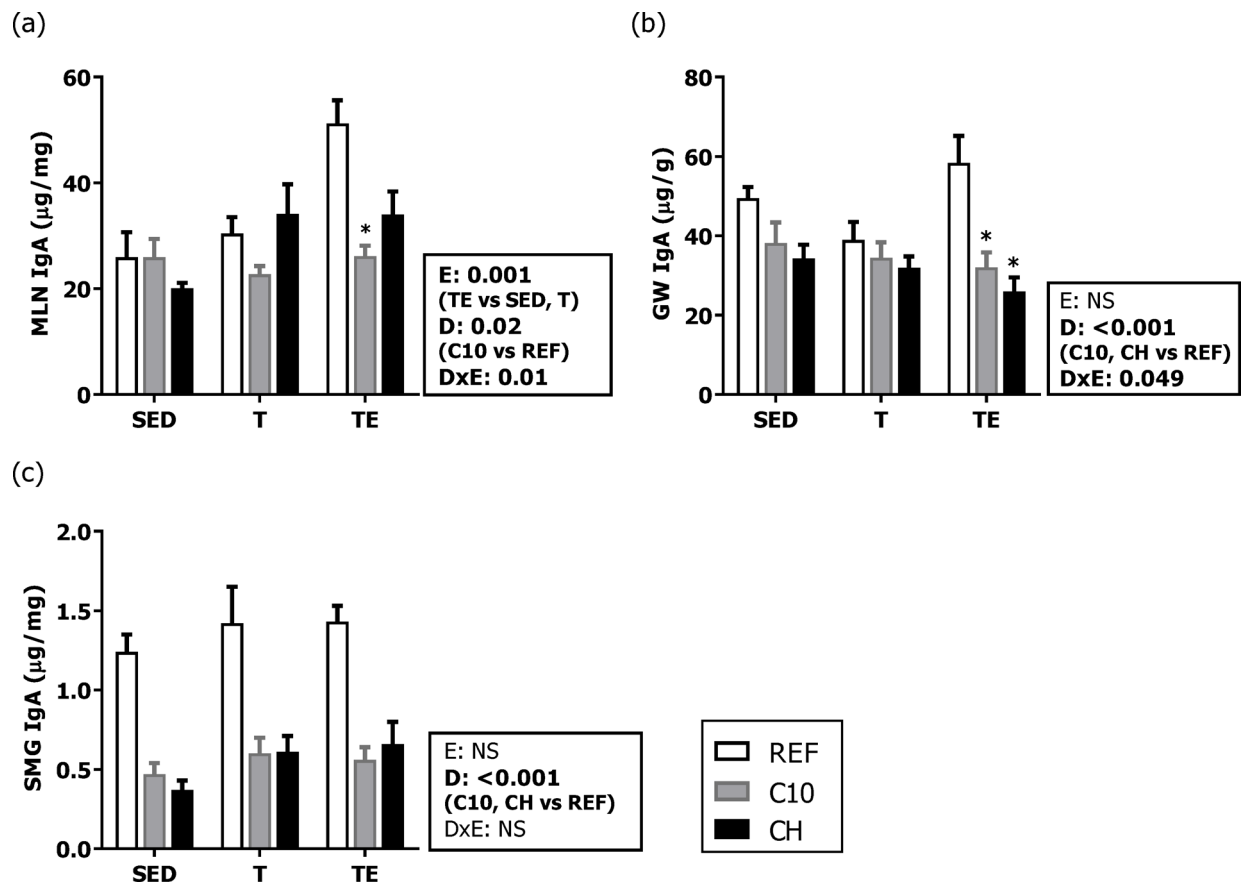 (a)
MLN IgA (µg/mg)
60
40
20
0
*
SED T TE
E: 0.001
(TE vs SED, T)
D: 0.02
(C10 vs REF)
DxE: 0.01
(b)
GW IgA (µg/g)
80
60
40
20
0
* *
SED T TE
E: NS
D: <0.001
(C10, CH vs REF)
DxE: 0.049
(c)
SMG IgA (µg/mg)
2.0
1.5
1.0
0.5
0.0
SED T TE
E: NS
D: <0.001
(C10, CH vs REF)
DxE: NS
REF
C10
CH